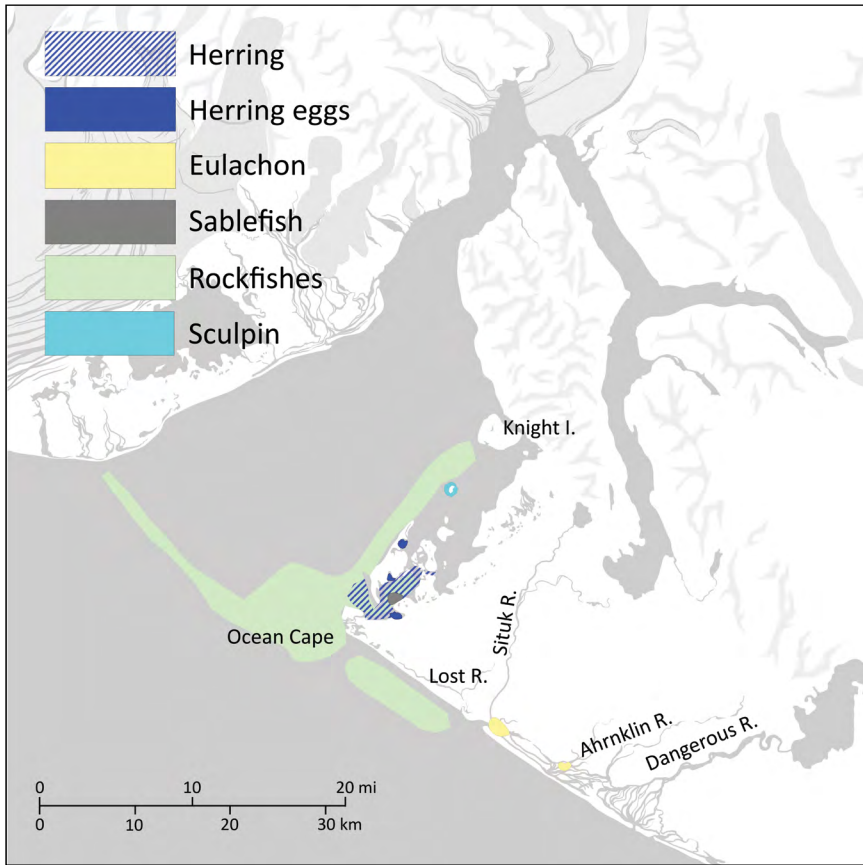 Herring
Herring eggs
Eulachon
Sablefish
Rockfishes
Sculpin
Knight I.
Situk R.
Ocean Cape
Lost R.
Ahrnklin R.
Dangerous R.
0 10 20 mi
0 10 20 30 km